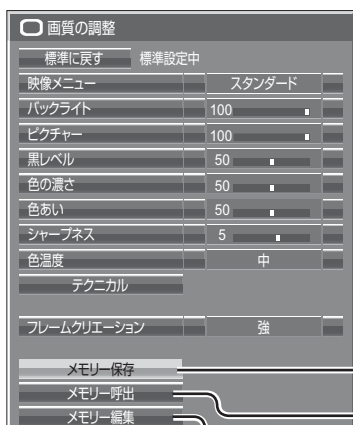 画質の調整
標準に戻す 標準設定中
映像メニュー スタンダード
バックライト 100
ピクチャー 100
黒レベル 50
色の濃さ 50
色あい 50
シャープネス 5
色温度 中
テクニカル
フレームクリエーション 強
メモリー保存
メモリー呼出
メモリー編集